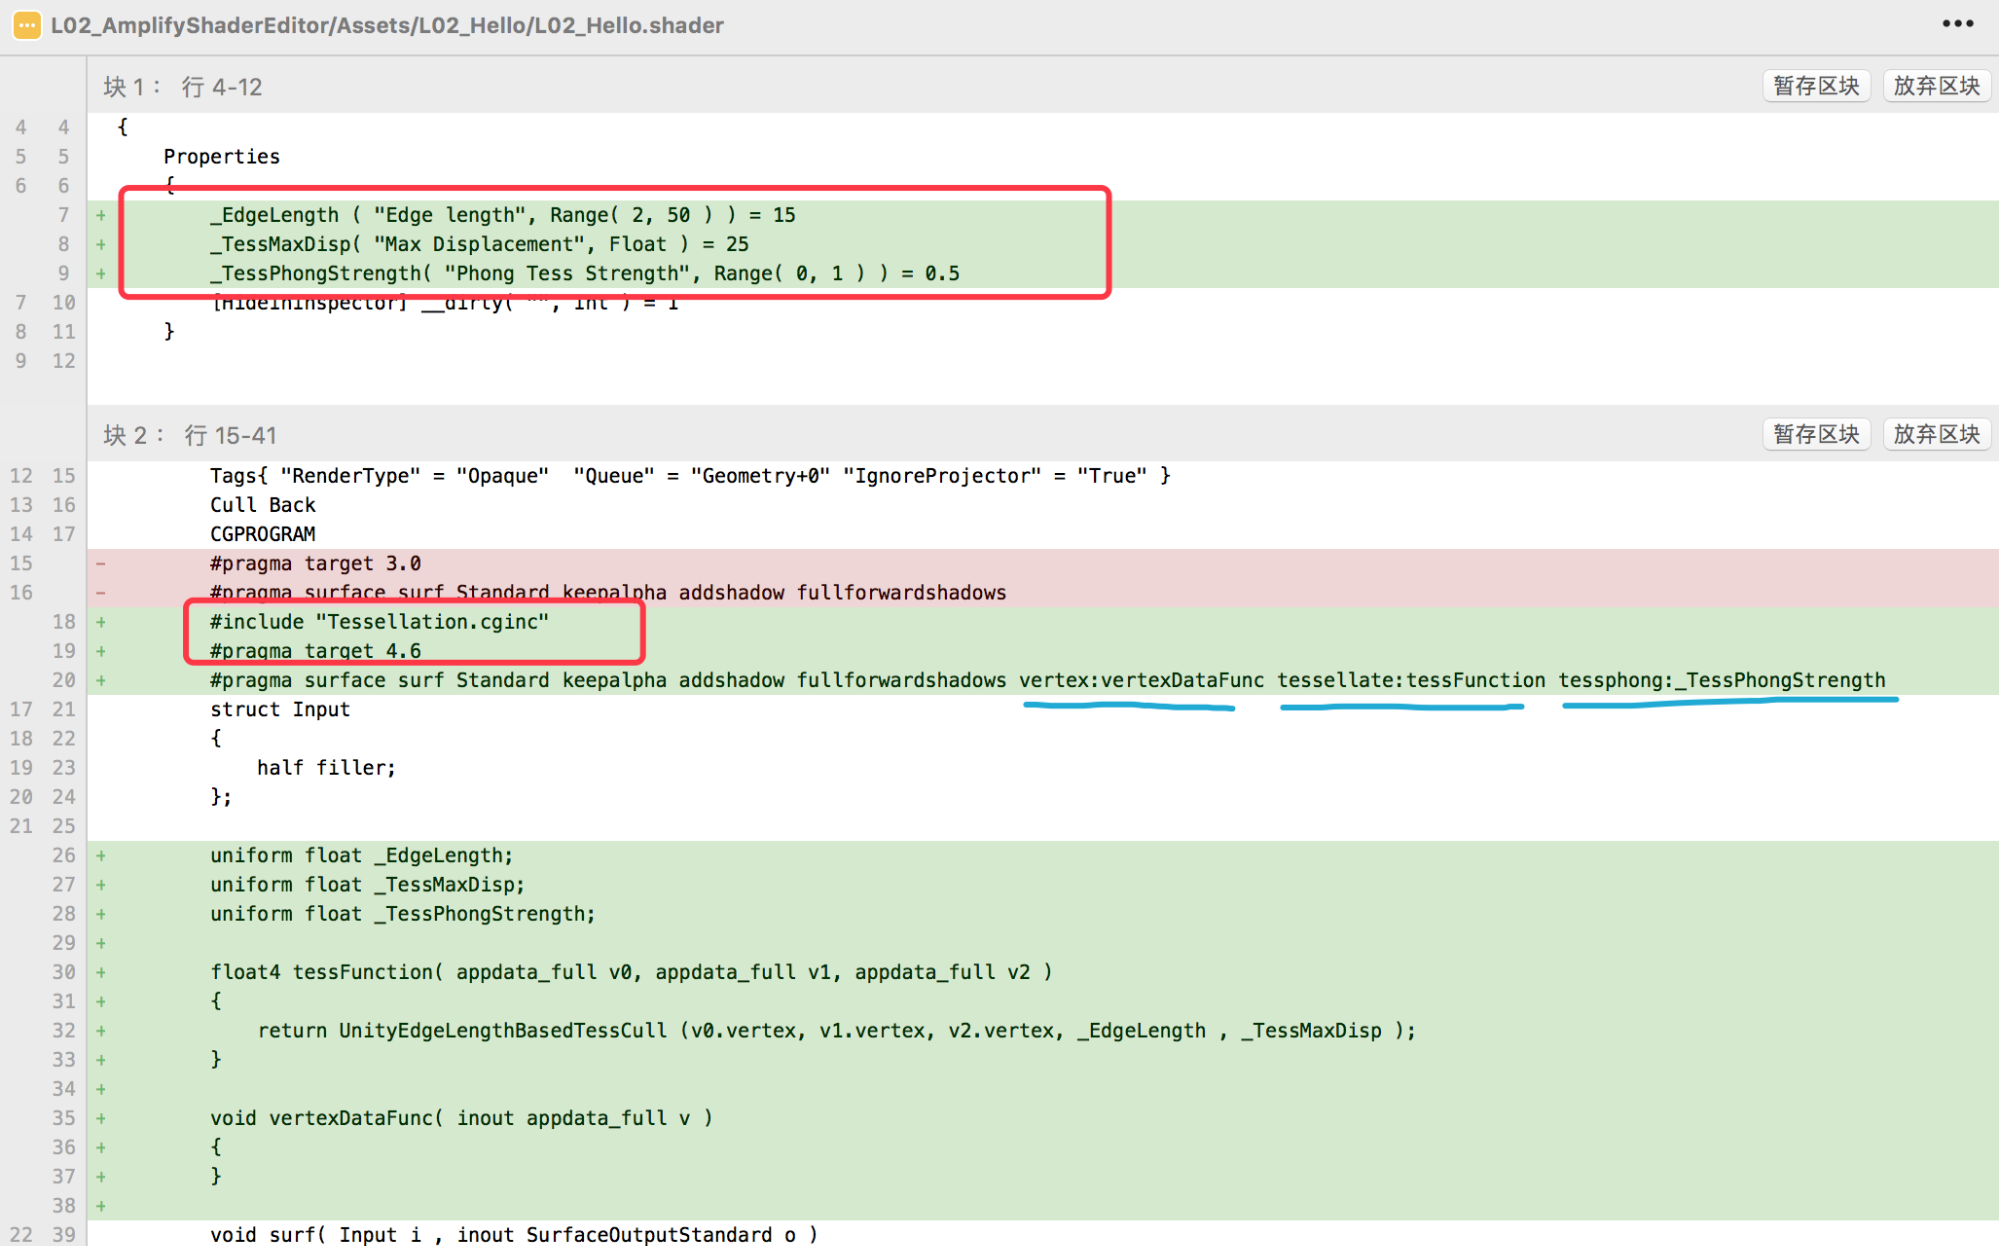 L02_AmplifyShaderEditor/Assets/L02_Hello/L02_Hello.shader
块 1： 行 4-12 暂存区块 放弃区块
4 4 {
5 5 Properties
6 6 {
7 + _EdgeLength ( "Edge length", Range( 2, 50 ) ) = 15
8 + _TessMaxDisp( "Max Displacement", Float ) = 25
9 + _TessPhongStrength( "Phong Tess Strength", Range( 0, 1 ) ) = 0.5
7 10 [HideInInspector] __dirty( "", Int ) = 1
8 11 }
9 12
块 2： 行 15-41 暂存区块 放弃区块
12 15 Tags{ "RenderType" = "Opaque"  "Queue" = "Geometry+0" "IgnoreProjector" = "True" }
13 16 Cull Back
14 17 CGPROGRAM
15 - #pragma target 3.0
16 - #pragma surface surf Standard keepalpha addshadow fullforwardshadows
18 + #include "Tessellation.cginc"
19 + #pragma target 4.6
20 + #pragma surface surf Standard keepalpha addshadow fullforwardshadows vertex:vertexDataFunc tessellate:tessFunction tessphong:_TessPhongStrength
17 21 struct Input
18 22 {
19 23 half filler;
20 24 };
21 25
26 + uniform float _EdgeLength;
27 + uniform float _TessMaxDisp;
28 + uniform float _TessPhongStrength;
29 +
30 + float4 tessFunction( appdata_full v0, appdata_full v1, appdata_full v2 )
31 + {
32 + return UnityEdgeLengthBasedTessCull (v0.vertex, v1.vertex, v2.vertex, _EdgeLength , _TessMaxDisp );
33 + }
34 +
35 + void vertexDataFunc( inout appdata_full v )
36 + {
37 + }
38 +
22 39 void surf( Input i , inout SurfaceOutputStandard o )